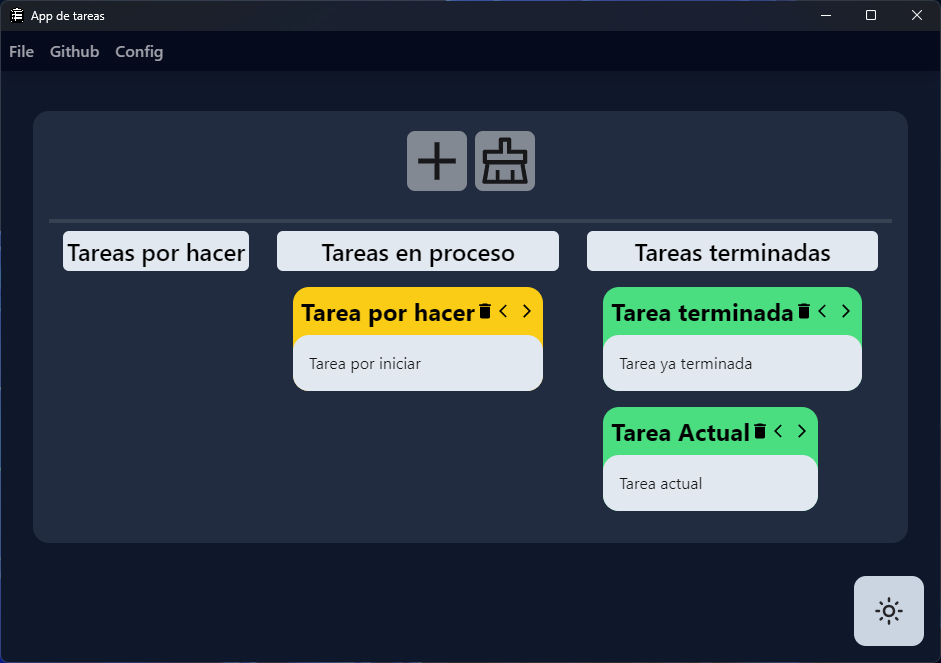 App de tareas
File Github Config
Tareas por hacer
Tareas en proceso
Tareas terminadas
Tarea por hacer
Tarea por iniciar
Tarea terminada
Tarea ya terminada
Tarea Actual
Tarea actual